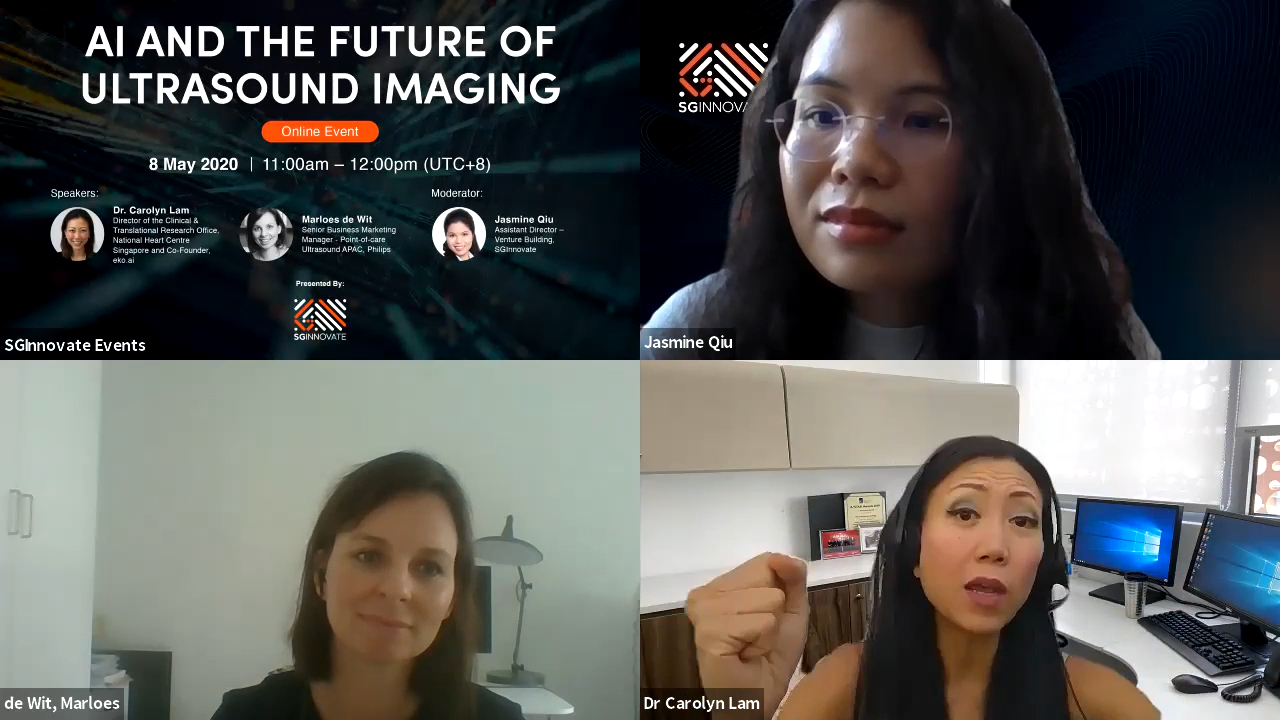 AI AND THE FUTURE OF
ULTRASOUND IMAGING
Online Event
8 May 2020 | 11:00am – 12:00pm (UTC+8)
Speakers:
Dr. Carolyn Lam
Director of the Clinical &
Translational Research Office,
National Heart Centre
Singapore and Co-Founder,
eko.ai
Marloes de Wit
Senior Business Marketing
Manager - Point-of-care
Ultrasound APAC, Philips
Moderator:
Jasmine Qiu
Assistant Director –
Venture Building,
SGInnovate
Presented By:
SGINNOVATE
SGInnovate Events
SGINNOVA
Jasmine Qiu
de Wit, Marloes
Dr Carolyn Lam